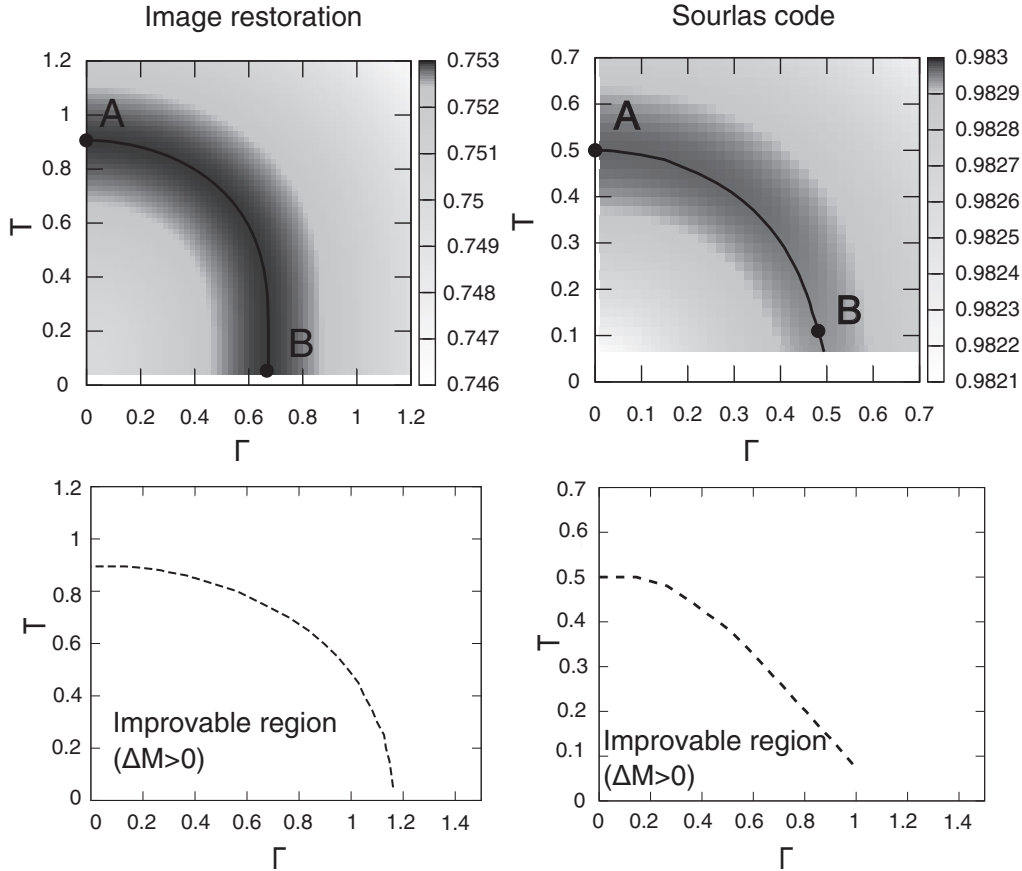 Image restoration
Sourlas code
1.2
1
0.8
0.6
0.4
0.2
0
T
0 0.2 0.4 0.6 0.8 1 1.2
Γ
A
B
0.753
0.752
0.751
0.75
0.749
0.748
0.747
0.746
0.7
0.6
0.5
0.4
0.3
0.2
0.1
0
T
0 0.1 0.2 0.3 0.4 0.5 0.6 0.7
Γ
A
B
0.983
0.9829
0.9828
0.9827
0.9826
0.9825
0.9824
0.9823
0.9822
0.9821
1.2
1
0.8
0.6
0.4
0.2
0
T
0 0.2 0.4 0.6 0.8 1 1.2 1.4
Γ
Improvable region
(ΔM>0)
0.7
0.6
0.5
0.4
0.3
0.2
0.1
0
T
0 0.2 0.4 0.6 0.8 1 1.2 1.4
Γ
Improvable region
(ΔM>0)